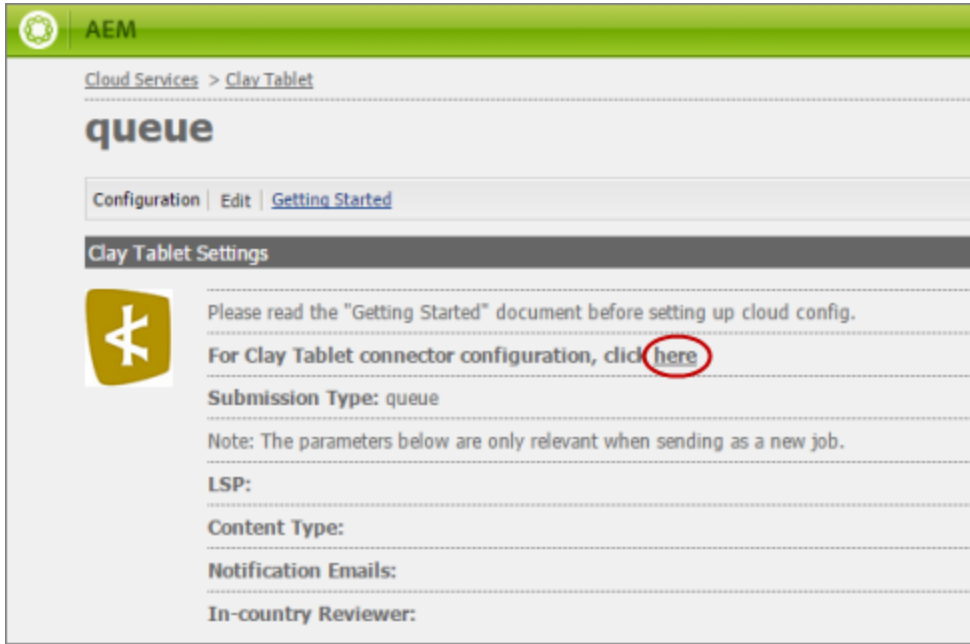 AEM
Cloud Services > Clay Tablet
queue
Configuration | Edit | Getting Started
Clay Tablet Settings
Please read the "Getting Started" document before setting up cloud config.
For Clay Tablet connector configuration, click here
Submission Type: queue
Note: The parameters below are only relevant when sending as a new job.
LSP:
Content Type:
Notification Emails:
In-country Reviewer: